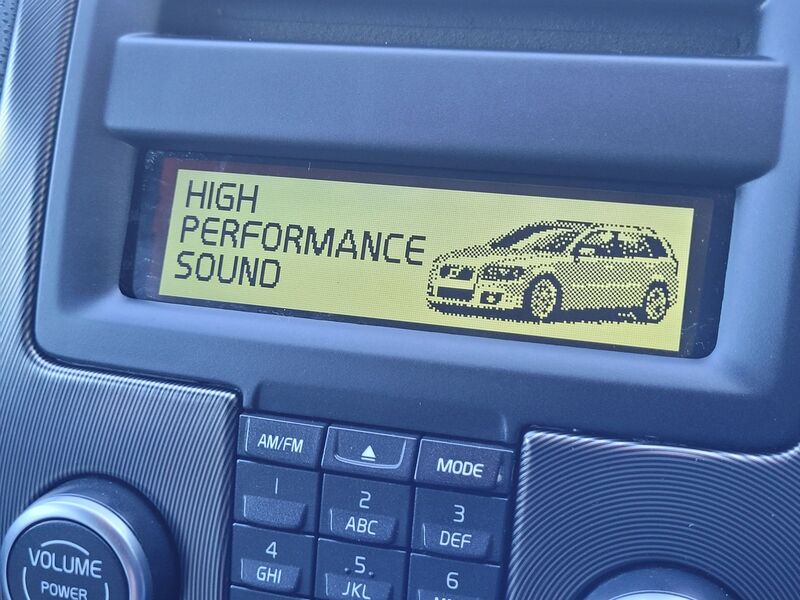 HIGH
PERFORMANCE
SOUND
AM/FM
MODE
1
2
ABC
3
DEF
4
GHI
5
JKL
6
VOLUME
POWER